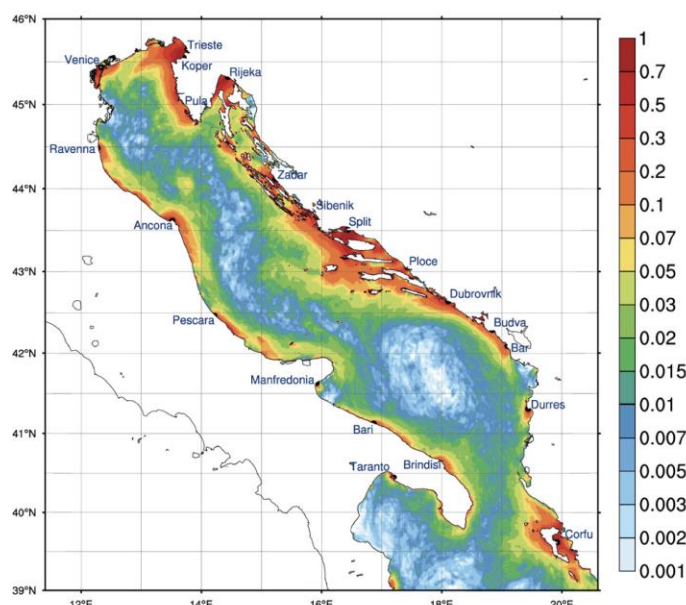 46°N
45°N
44°N
43°N
42°N
41°N
40°N
39°N
12°E
14°E
16°E
18°E
20°E
Venice
Trieste
Koper
Rijeka
Pula
Ravenna
Zadar
Sibenik
Ancona
Split
Ploce
Pescara
Dubrovnik
Budva
Bar
Manfredonia
Durres
Bari
Taranto
Brindisi
Corfu
1
0.7
0.5
0.3
0.2
0.1
0.07
0.05
0.03
0.02
0.015
0.01
0.007
0.005
0.003
0.002
0.001